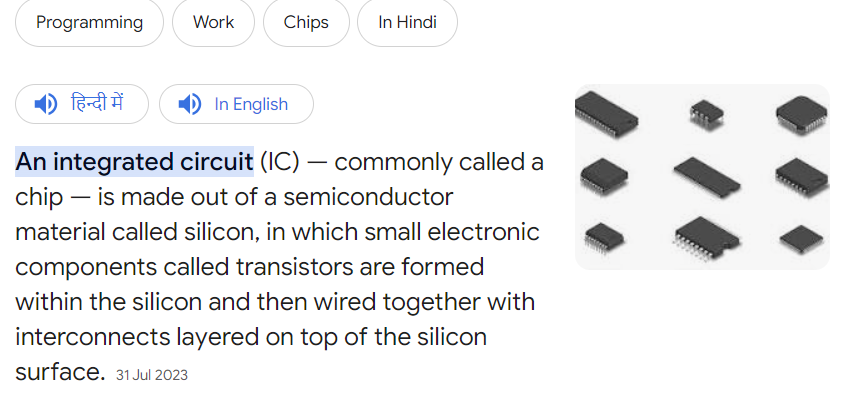 Programming Work Chips In Hindi
हिन्दी में In English
An integrated circuit (IC) — commonly called a
chip — is made out of a semiconductor
material called silicon, in which small electronic
components called transistors are formed
within the silicon and then wired together with
interconnects layered on top of the silicon
surface. 31 Jul 2023